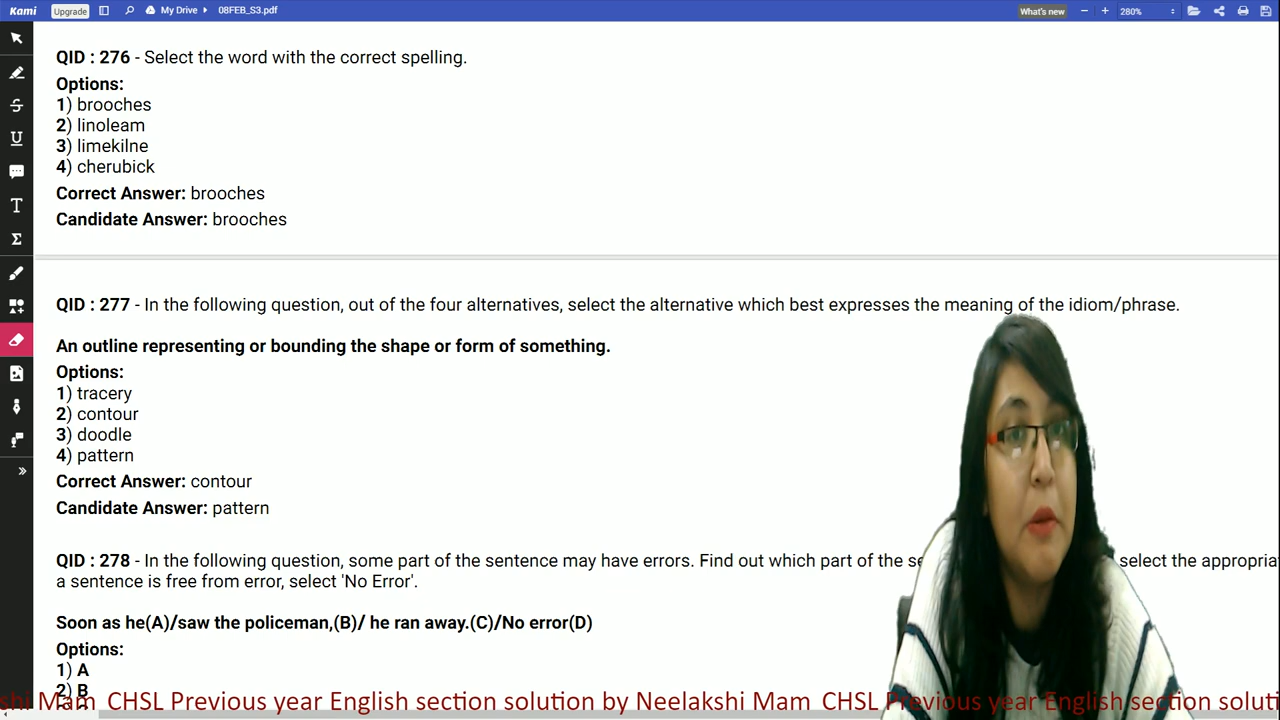 Kami Upgrade My Drive 08FEB_S3.pdf What's new 280%
QID : 276 - Select the word with the correct spelling.
Options:
1) brooches
2) linoleam
3) limekilne
4) cherubick
Correct Answer: brooches
Candidate Answer: brooches
QID : 277 - In the following question, out of the four alternatives, select the alternative which best expresses the meaning of the idiom/phrase.
An outline representing or bounding the shape or form of something.
Options:
1) tracery
2) contour
3) doodle
4) pattern
Correct Answer: contour
Candidate Answer: pattern
QID : 278 - In the following question, some part of the sentence may have errors. Find out which part of the se select the appropria
a sentence is free from error, select 'No Error'.
Soon as he(A)/saw the policeman,(B)/ he ran away.(C)/No error(D)
Options:
1) A
2) B
shi Mam CHSL Previous year English section solution by Neelakshi Mam CHSL Previous year English section soluti